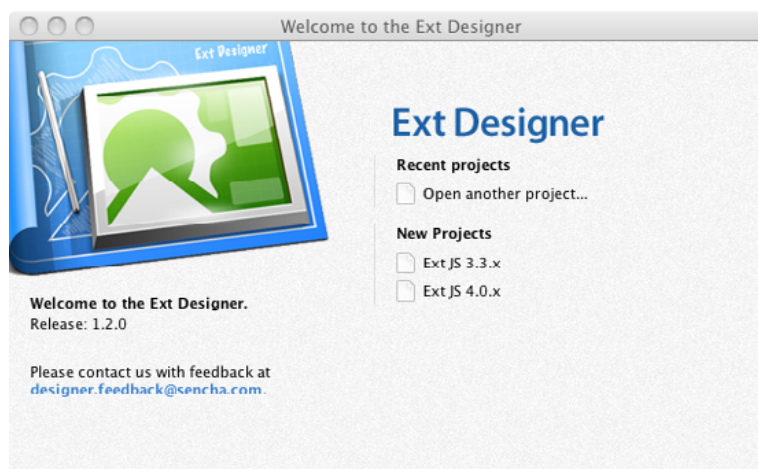 Welcome to the Ext Designer
Ext Designer
Ext Designer
Recent projects
Open another project...
New Projects
Ext JS 3.3.x
Ext JS 4.0.x
Welcome to the Ext Designer.
Release: 1.2.0
Please contact us with feedback at
designer.feedback@sencha.com.